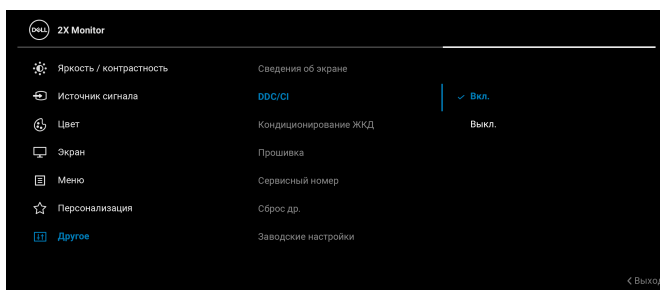 DELL 2X Monitor
Яркость / контрастность
Сведения об экране
Источник сигнала
DDC/CI
Вкл.
Цвет
Кондиционирование ЖКД
Выкл.
Экран
Прошивка
Меню
Сервисный номер
Персонализация
Сброс др.
Другое
Заводские настройки
Выход